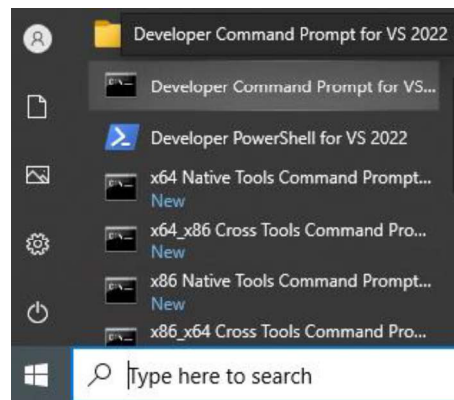 Developer Command Prompt for VS 2022
Developer Command Prompt for VS...
Developer PowerShell for VS 2022
x64 Native Tools Command Prompt...
New
x64_x86 Cross Tools Command Pro...
New
x86 Native Tools Command Prompt...
New
x86_x64 Cross Tools Command Pro...
Type here to search